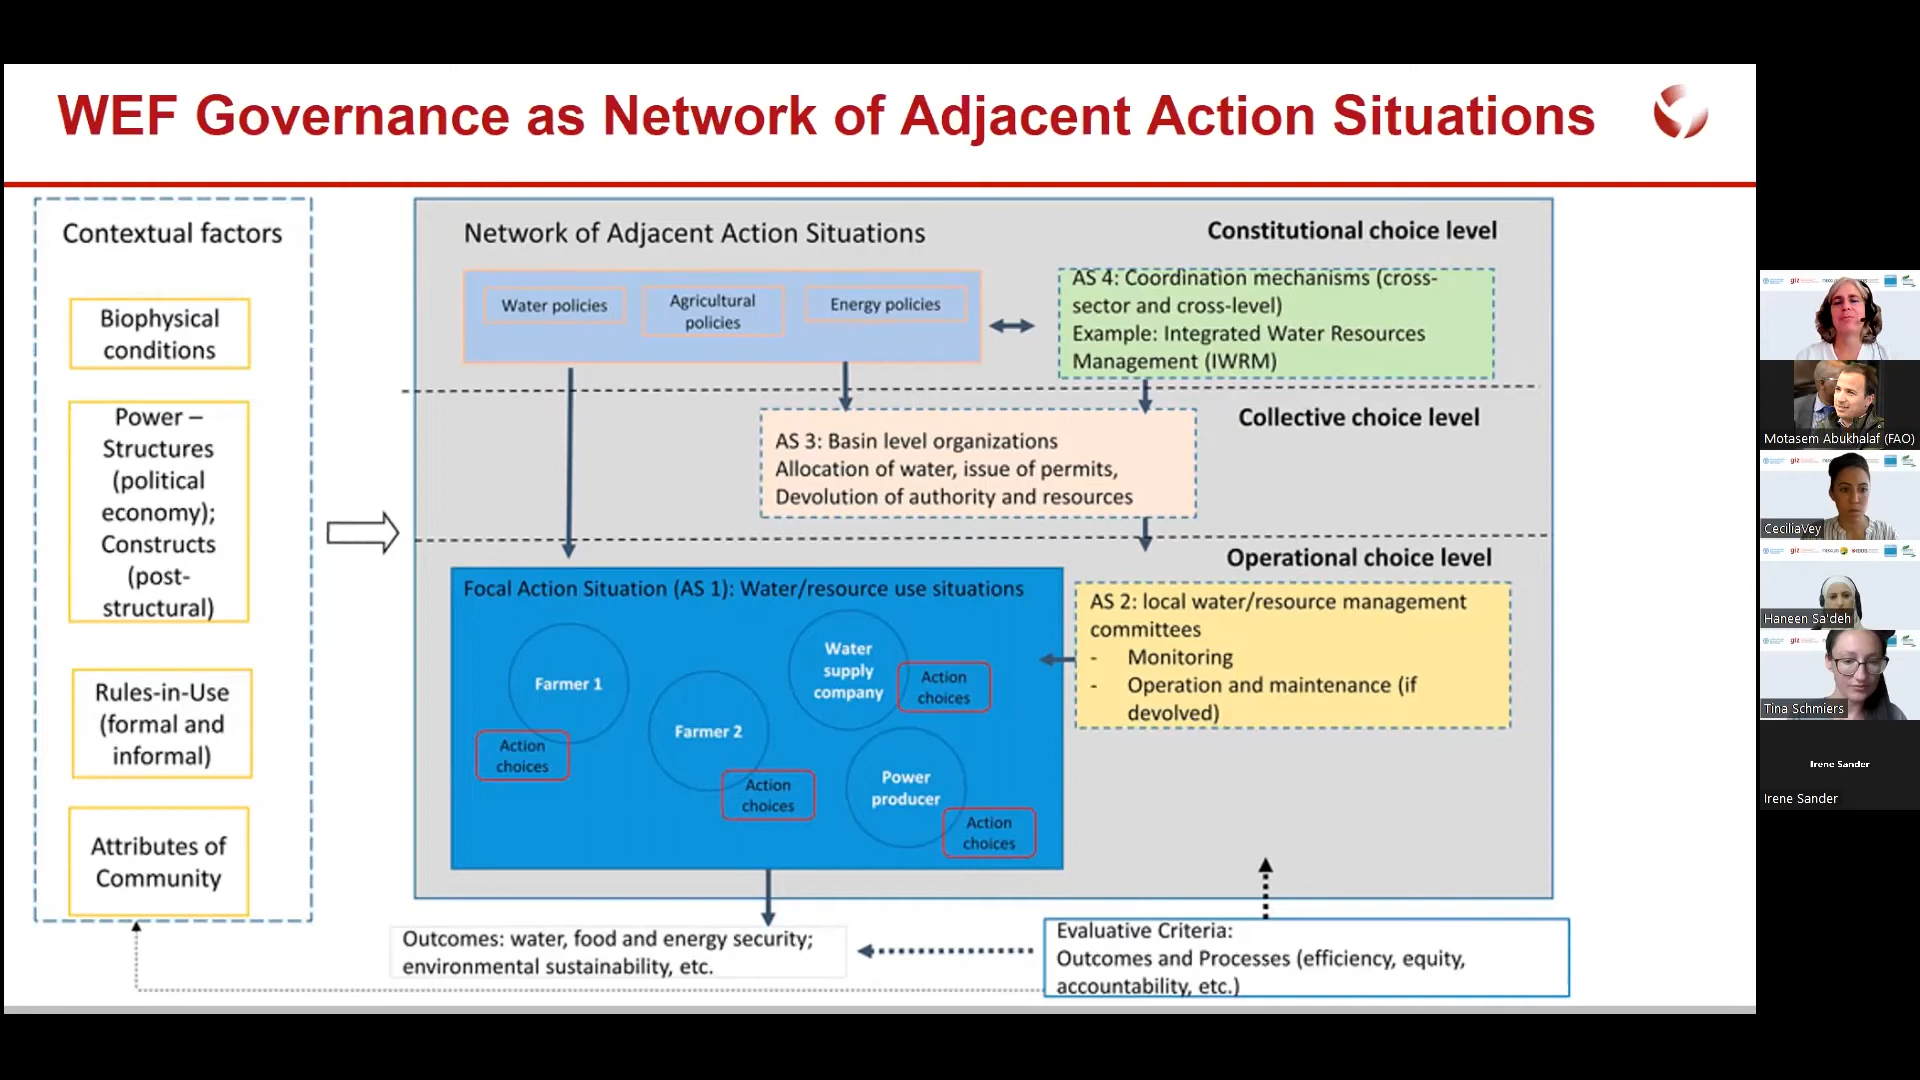 WEF Governance as Network of Adjacent Action Situations
Contextual factors
Biophysical
conditions
Power –
Structures
(political
economy);
Constructs
(post-
structural)
Rules-in-Use
(formal and
informal)
Attributes of
Community
Network of Adjacent Action Situations
Constitutional choice level
Water policies
Agricultural
policies
Energy policies
AS 4: Coordination mechanisms (cross-
sector and cross-level)
Example: Integrated Water Resources
Management (IWRM)
Collective choice level
AS 3: Basin level organizations
Allocation of water, issue of permits,
Devolution of authority and resources
Operational choice level
Focal Action Situation (AS 1): Water/resource use situations
Farmer 1
Action
choices
Farmer 2
Action
choices
Water
supply
company
Action
choices
Power
producer
Action
choices
AS 2: local water/resource management
committees
- Monitoring
- Operation and maintenance (if
devolved)
Outcomes: water, food and energy security;
environmental sustainability, etc.
Evaluative Criteria:
Outcomes and Processes (efficiency, equity,
accountability, etc.)
giz
Motasem Abukhalaf (FAO)
giz
CeciliaVey
giz
Haneen Sa'deh
giz
Tina Schmiers
Irene Sander
Irene Sander